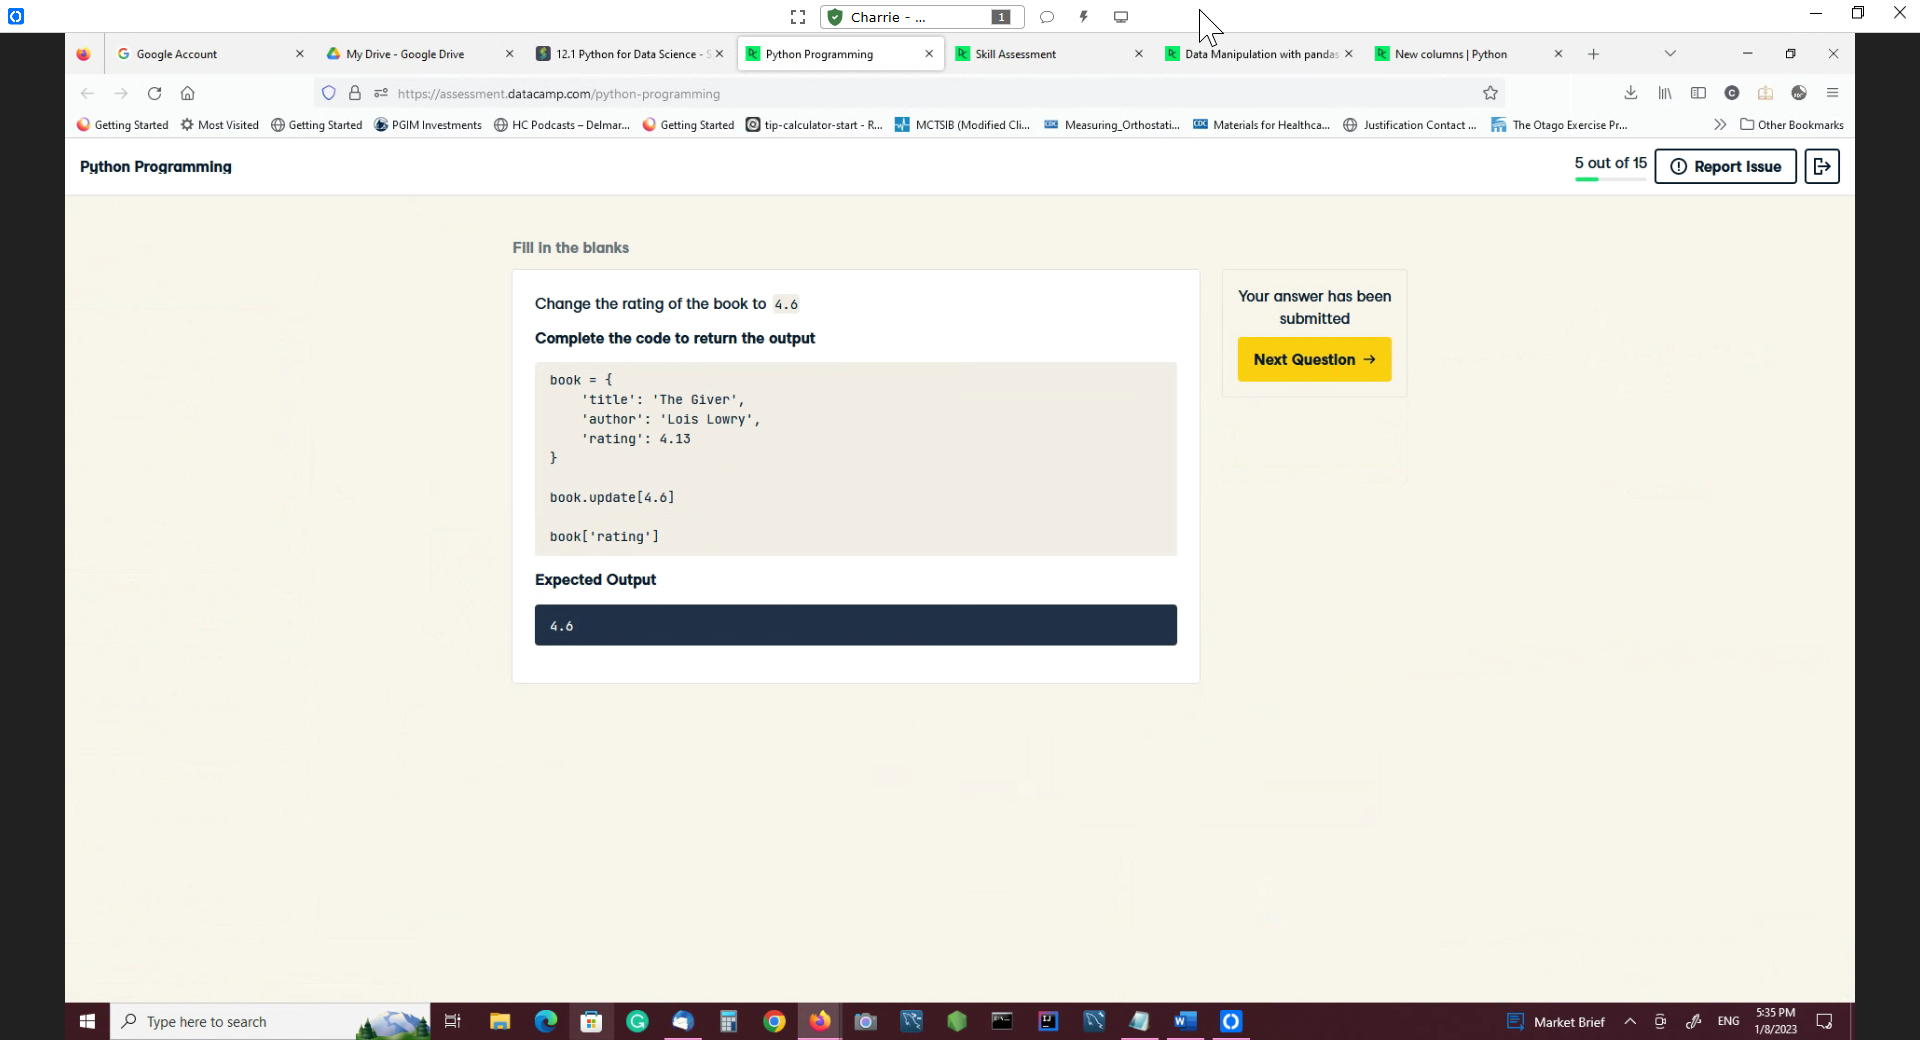 Charrie - ...
1
Google Account
My Drive - Google Drive
12.1 Python for Data Science - S
Python Programming
Skill Assessment
Data Manipulation with pandas
New columns | Python
https://assessment.datacamp.com/python-programming
Getting Started
Most Visited
Getting Started
PGIM Investments
HC Podcasts – Delmar...
Getting Started
tip-calculator-start - R...
MCTSIB (Modified Cli...
Measuring_Orthostati...
Materials for Healthca...
Justification Contact ...
The Otago Exercise Pr...
Other Bookmarks
Python Programming
5 out of 15
Report Issue
Fill in the blanks
Change the rating of the book to 4.6
Complete the code to return the output
book = {
'title': 'The Giver',
'author': 'Lois Lowry',
'rating': 4.13
}
book.update[4.6]
book['rating']
Expected Output
4.6
Your answer has been
submitted
Next Question →
Type here to search
Market Brief
ENG
5:35 PM
1/8/2023